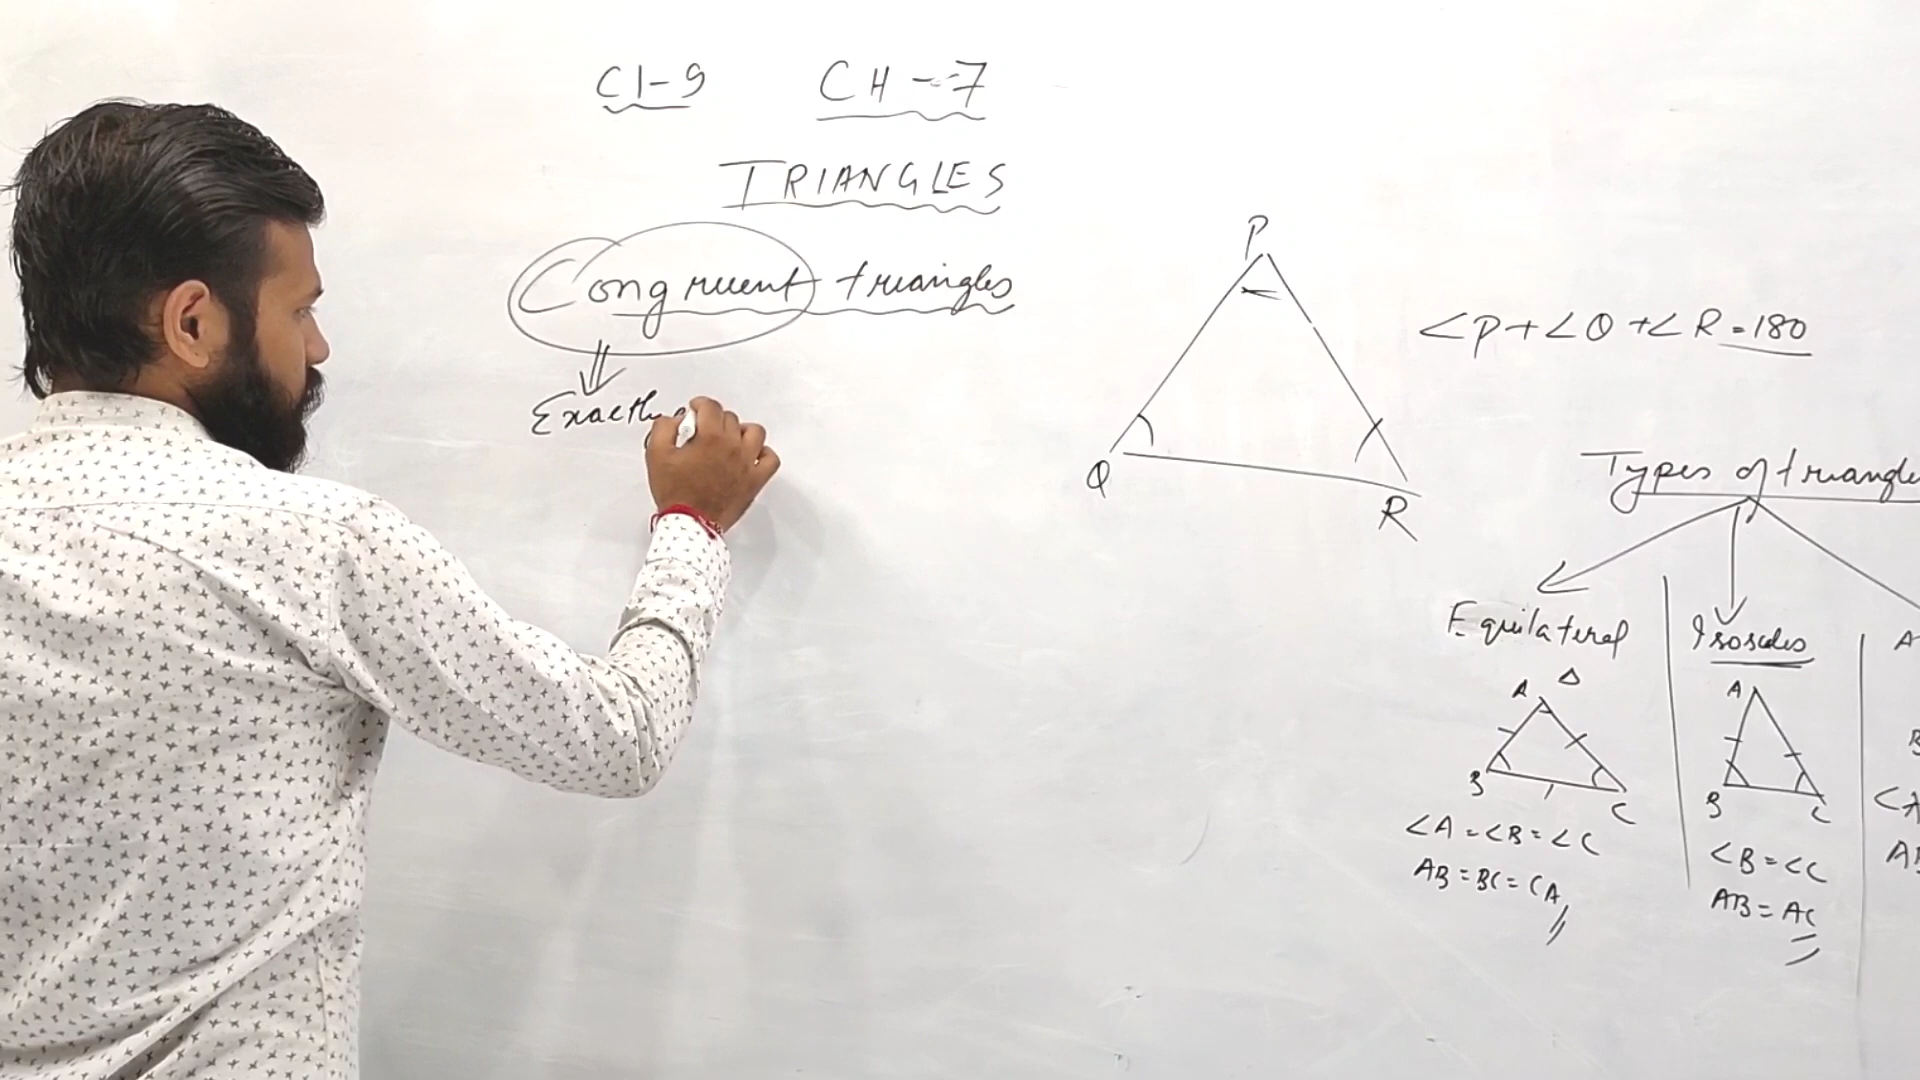 Cl-9 CH-7
TRIANGLES
Congruent triangles
Exactly
P
Q
R
<P+<Q+<R=180
Types of triangle
Equilateral
Δ
A
B
C
<A=<B=<C
AB=BC=CA
Isosceles
A
B
C
<B=<C
AB=AC
A
B
<A
AB